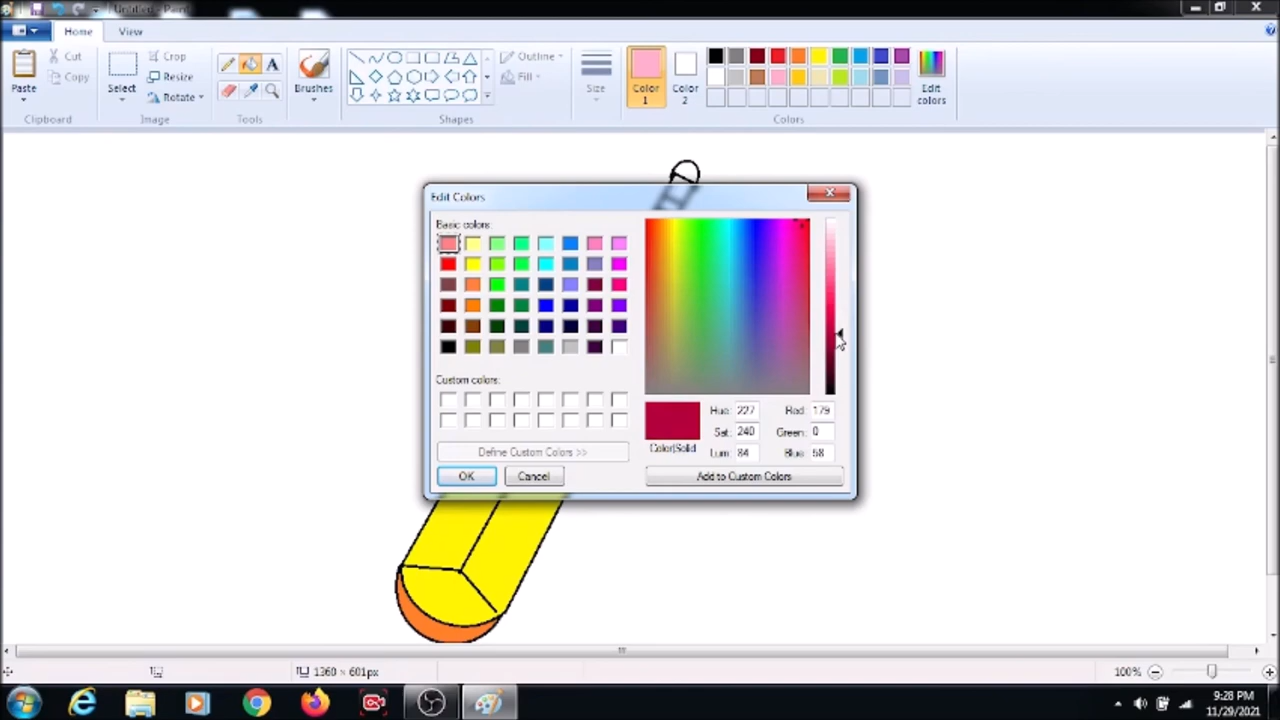 Untitled - Paint
Home View
Paste
Cut
Copy
Clipboard
Select
Crop
Resize
Rotate
Image
Tools
Brushes
Outline
Fill
Shapes
Size
Color 1
Color 2
Edit colors
Colors
Edit Colors
Basic colors:
Custom colors:
Define Custom Colors >>
OK Cancel
Color|Solid
Hue: 227 Red: 179
Sat: 240 Green: 0
Lum: 84 Blue: 58
Add to Custom Colors
1360 × 601px
100%
9:28 PM
11/29/2021